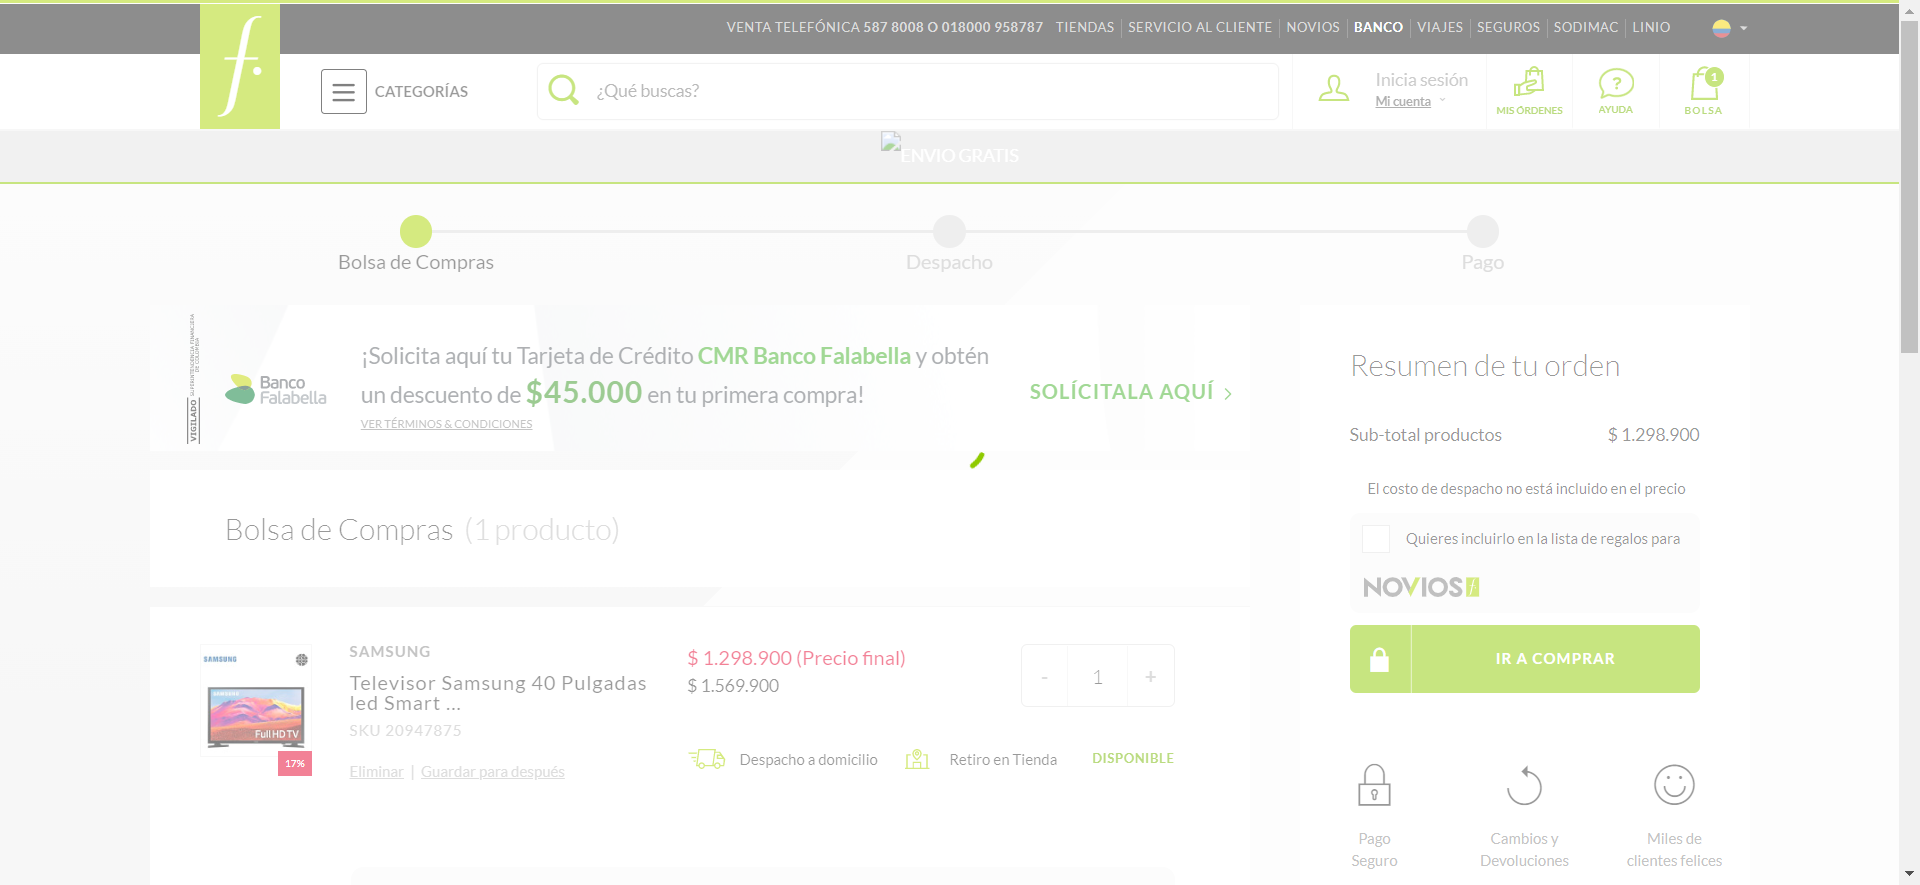 VENTA TELEFÓNICA 587 8008 O 018000 958787 TIENDAS SERVICIO AL CLIENTE NOVIOS BANCO VIAJES SEGUROS SODIMAC LINIO
f.
CATEGORÍAS
¿Qué buscas?
Inicia sesión
Mi cuenta
MIS ÓRDENES
AYUDA
1
BOLSA
ENVIO GRATIS
Bolsa de Compras
Despacho
Pago
VIGILADO SUPERINTENDENCIA FINANCIERA
DE COLOMBIA
Banco
Falabella
¡Solicita aquí tu Tarjeta de Crédito CMR Banco Falabella y obtén
un descuento de $45.000 en tu primera compra!
VER TÉRMINOS & CONDICIONES
SOLÍCITALA AQUÍ
Bolsa de Compras (1 producto)
SAMSUNG
SAMSUNG
Full HD TV
17%
SAMSUNG
Televisor Samsung 40 Pulgadas
led Smart ...
SKU 20947875
Eliminar | Guardar para después
$ 1.298.900 (Precio final)
$ 1.569.900
- 1 +
Despacho a domicilio
Retiro en Tienda
DISPONIBLE
Resumen de tu orden
Sub-total productos $ 1.298.900
El costo de despacho no está incluido en el precio
Quieres incluirlo en la lista de regalos para
NOVIOS f
IR A COMPRAR
Pago
Seguro
Cambios y
Devoluciones
Miles de
clientes felices